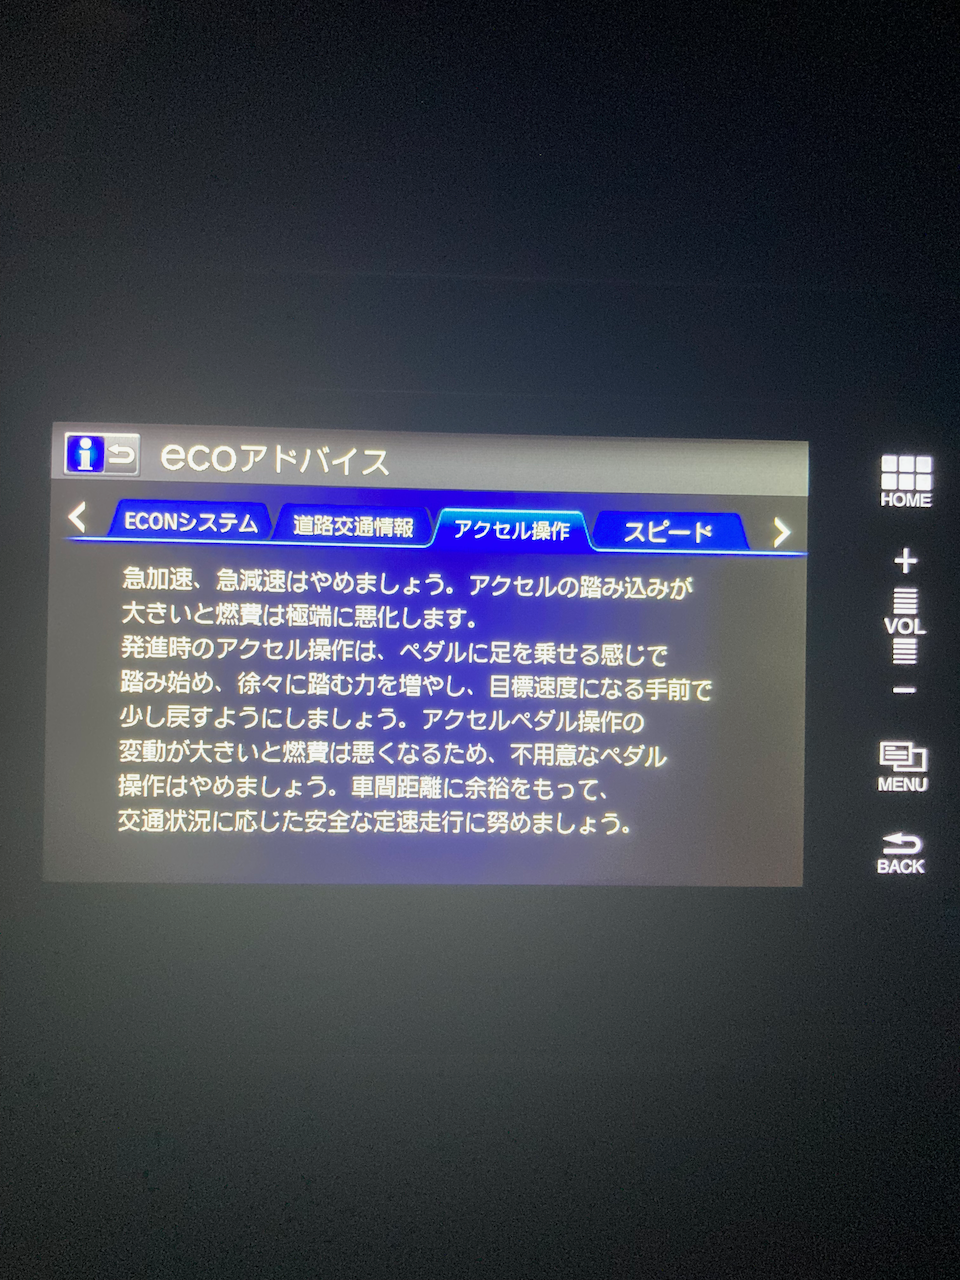 ecoアドバイス
ECONシステム 道路交通情報 アクセル操作 スピード
急加速、急減速はやめましょう。アクセルの踏み込みが
大きいと燃費は極端に悪化します。
発進時のアクセル操作は、ペダルに足を乗せる感じで
踏み始め、徐々に踏む力を増やし、目標速度になる手前で
少し戻すようにしましょう。アクセルペダル操作の
変動が大きいと燃費は悪くなるため、不用意なペダル
操作はやめましょう。車間距離に余裕をもって、
交通状況に応じた安全な定速走行に努めましょう。
HOME
+
VOL
−
MENU
BACK